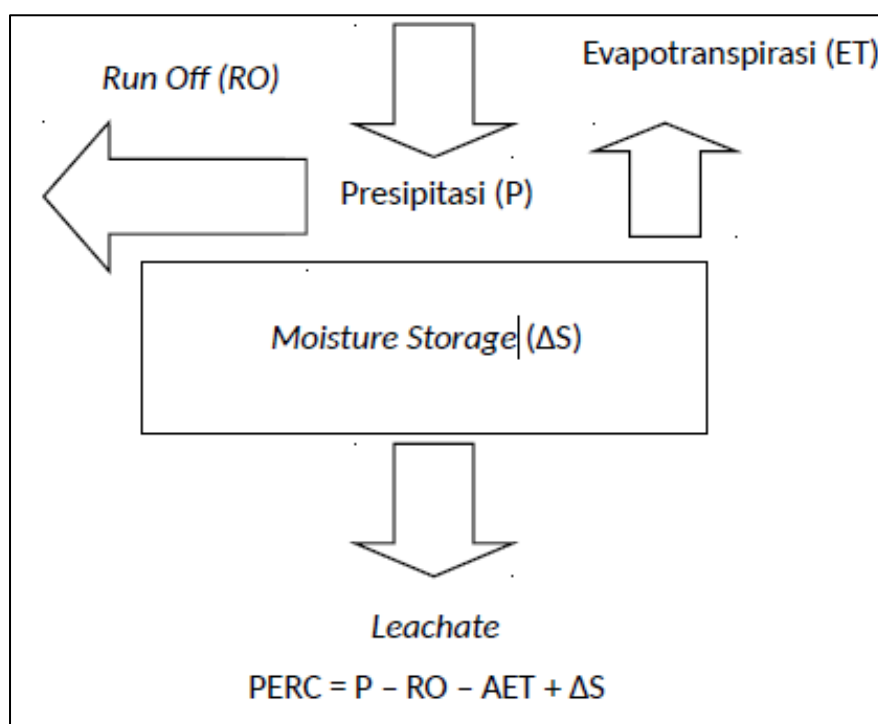 Evapotranspirasi (ET)
Run Off (RO)
Presipitasi (P)
Moisture Storage (ΔS)
Leachate
PERC = P – RO – AET + ΔS